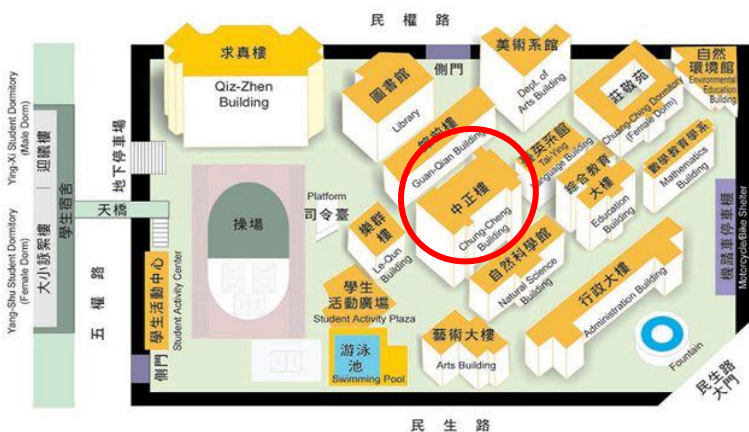 民權路
求真樓
Qiz-Zhen
Building
圖書館
Library
側門
美術系館
Dept. of
Arts Building
莊敬苑
Chuang-Ching Dormitory
(Female Dorm)
自然
環境館
Environmental
Education
Building
Guan-Qian Building
英系館
Tai-Ying
Language Building
綜合教育
大樓
Education
Building
數學教育學系
Mathematics
Building
機踏車停車棚
Motorcycle/Bike Shelter
中正樓
Chung-Cheng
Building
自然科學館
Natural Science
Building
行政大樓
Administration Building
Fountain
民生路
大門
樂群
樓
Le-Qun
Building
Platform
司令臺
操場
學生
活動廣場
Student Activity Plaza
游泳
池
Swimming Pool
藝術大樓
Arts Building
地下停車場
天橋
學生活動中心
Student Activity Center
側門
五權路
學生宿舍
迎曦樓
Ying-Xi Student Dormitory
(Male Dorm)
大小詠絮樓
Yang-Shu Student Dormitory
(Female Dorm)
民生路